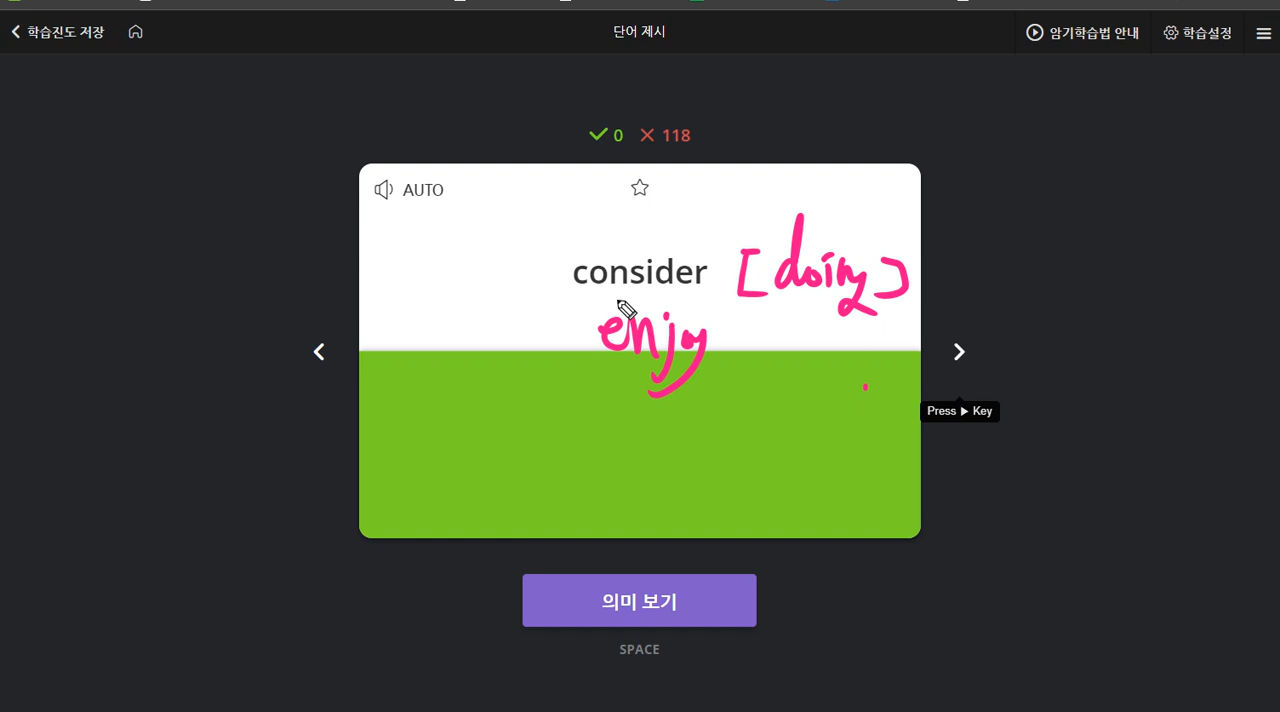 학습진도 저장
단어 제시
암기학습법 안내
학습설정
0 118
AUTO
consider [doing]
enjoy
Press ▶ Key
의미 보기
SPACE